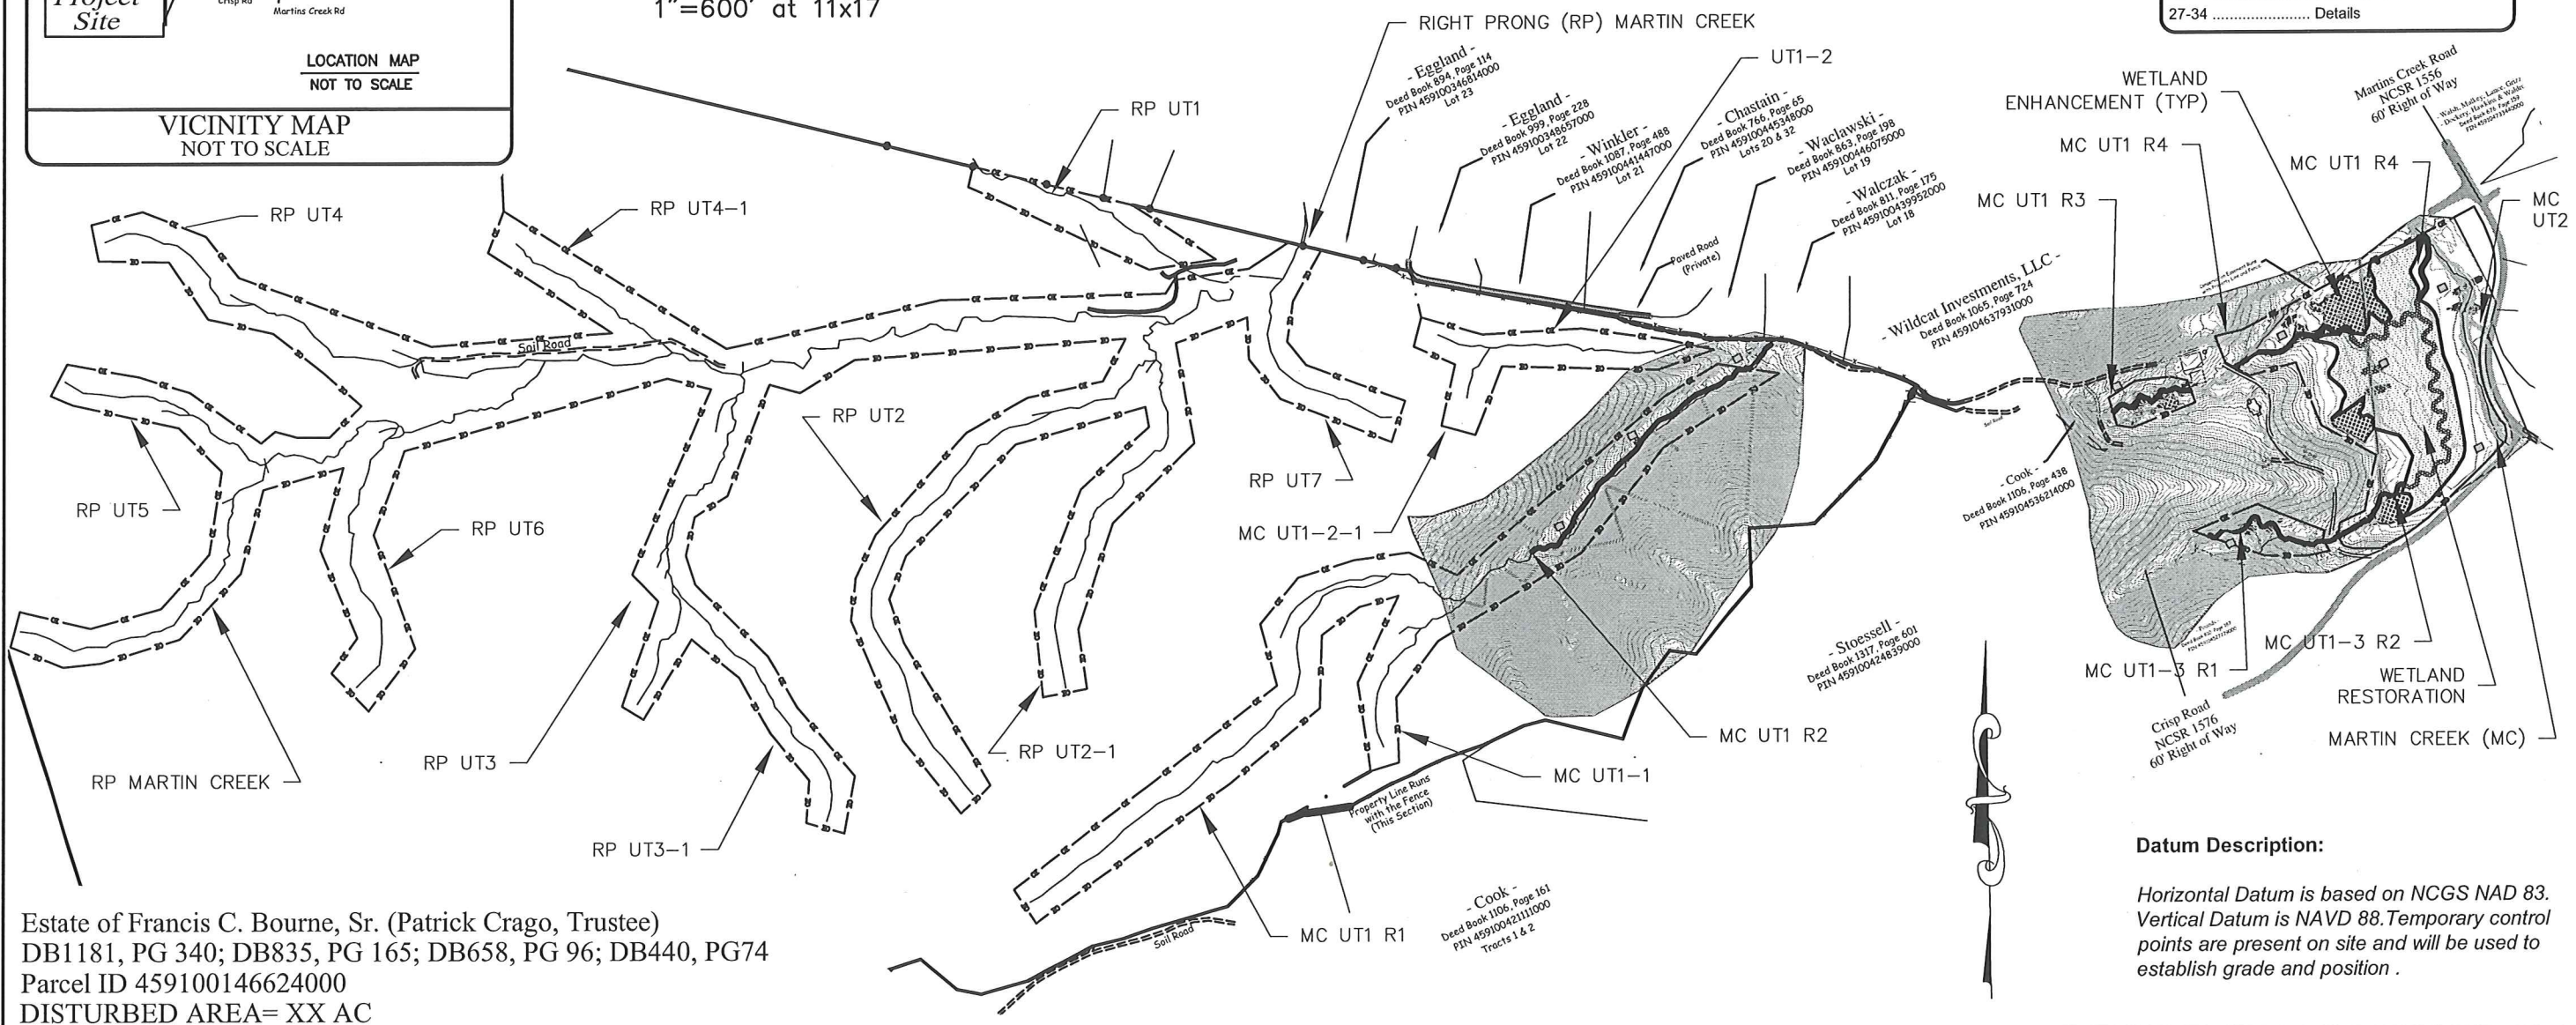 Project
Site
Crisp Rd
Martins Creek Rd
LOCATION MAP
NOT TO SCALE
VICINITY MAP
NOT TO SCALE
1"=600' at 11x17
27-34 ....................... Details
RIGHT PRONG (RP) MARTIN CREEK
UT1-2
RP UT1
- Eggland -
Deed Book 894, Page 114
PIN 459100346814000
Lot 23
- Eggland -
Deed Book 999, Page 228
PIN 459100348657000
Lot 22
- Winkler -
Deed Book 1087, Page 488
PIN 459100441447000
Lot 21
- Chastain -
Deed Book 766, Page 65
PIN 459100445348000
Lots 20 & 32
- Waclawski -
Deed Book 863, Page 198
PIN 459100446075000
Lot 19
- Walczak -
Deed Book 811, Page 175
PIN 459100439952000
Lot 18
Paved Road
(Private)
- Wildcat Investments, LLC -
Deed Book 1065, Page 724
PIN 459104637931000
WETLAND
ENHANCEMENT (TYP)
Martins Creek Road
NCSR 1556
60' Right of Way
MC UT1 R4
MC UT1 R4
MC UT1 R3
MC
UT2
RP UT4
RP UT4-1
Soil Road
RP UT2
RP UT5
RP UT6
RP UT7
MC UT1-2-1
Soil Road
- Cook -
Deed Book 1106, Page 438
PIN 459104536214000
- Stoessell -
Deed Book 1317, Page 601
PIN 459100424839000
MC UT1-3 R2
MC UT1-3 R1
WETLAND
RESTORATION
Crisp Road
NCSR 1576
60' Right of Way
MARTIN CREEK (MC)
RP MARTIN CREEK
RP UT3
RP UT2-1
RP UT3-1
MC UT1 R2
MC UT1-1
Property Line Runs
with the Fence
(This Section)
MC UT1 R1
Soil Road
- Cook -
Deed Book 1106, Page 161
PIN 459100421111000
Tracts 1 & 2
Datum Description:
Horizontal Datum is based on NCGS NAD 83.
Vertical Datum is NAVD 88.Temporary control
points are present on site and will be used to
establish grade and position .
Estate of Francis C. Bourne, Sr. (Patrick Crago, Trustee)
DB1181, PG 340; DB835, PG 165; DB658, PG 96; DB440, PG74
Parcel ID 459100146624000
DISTURBED AREA= XX AC